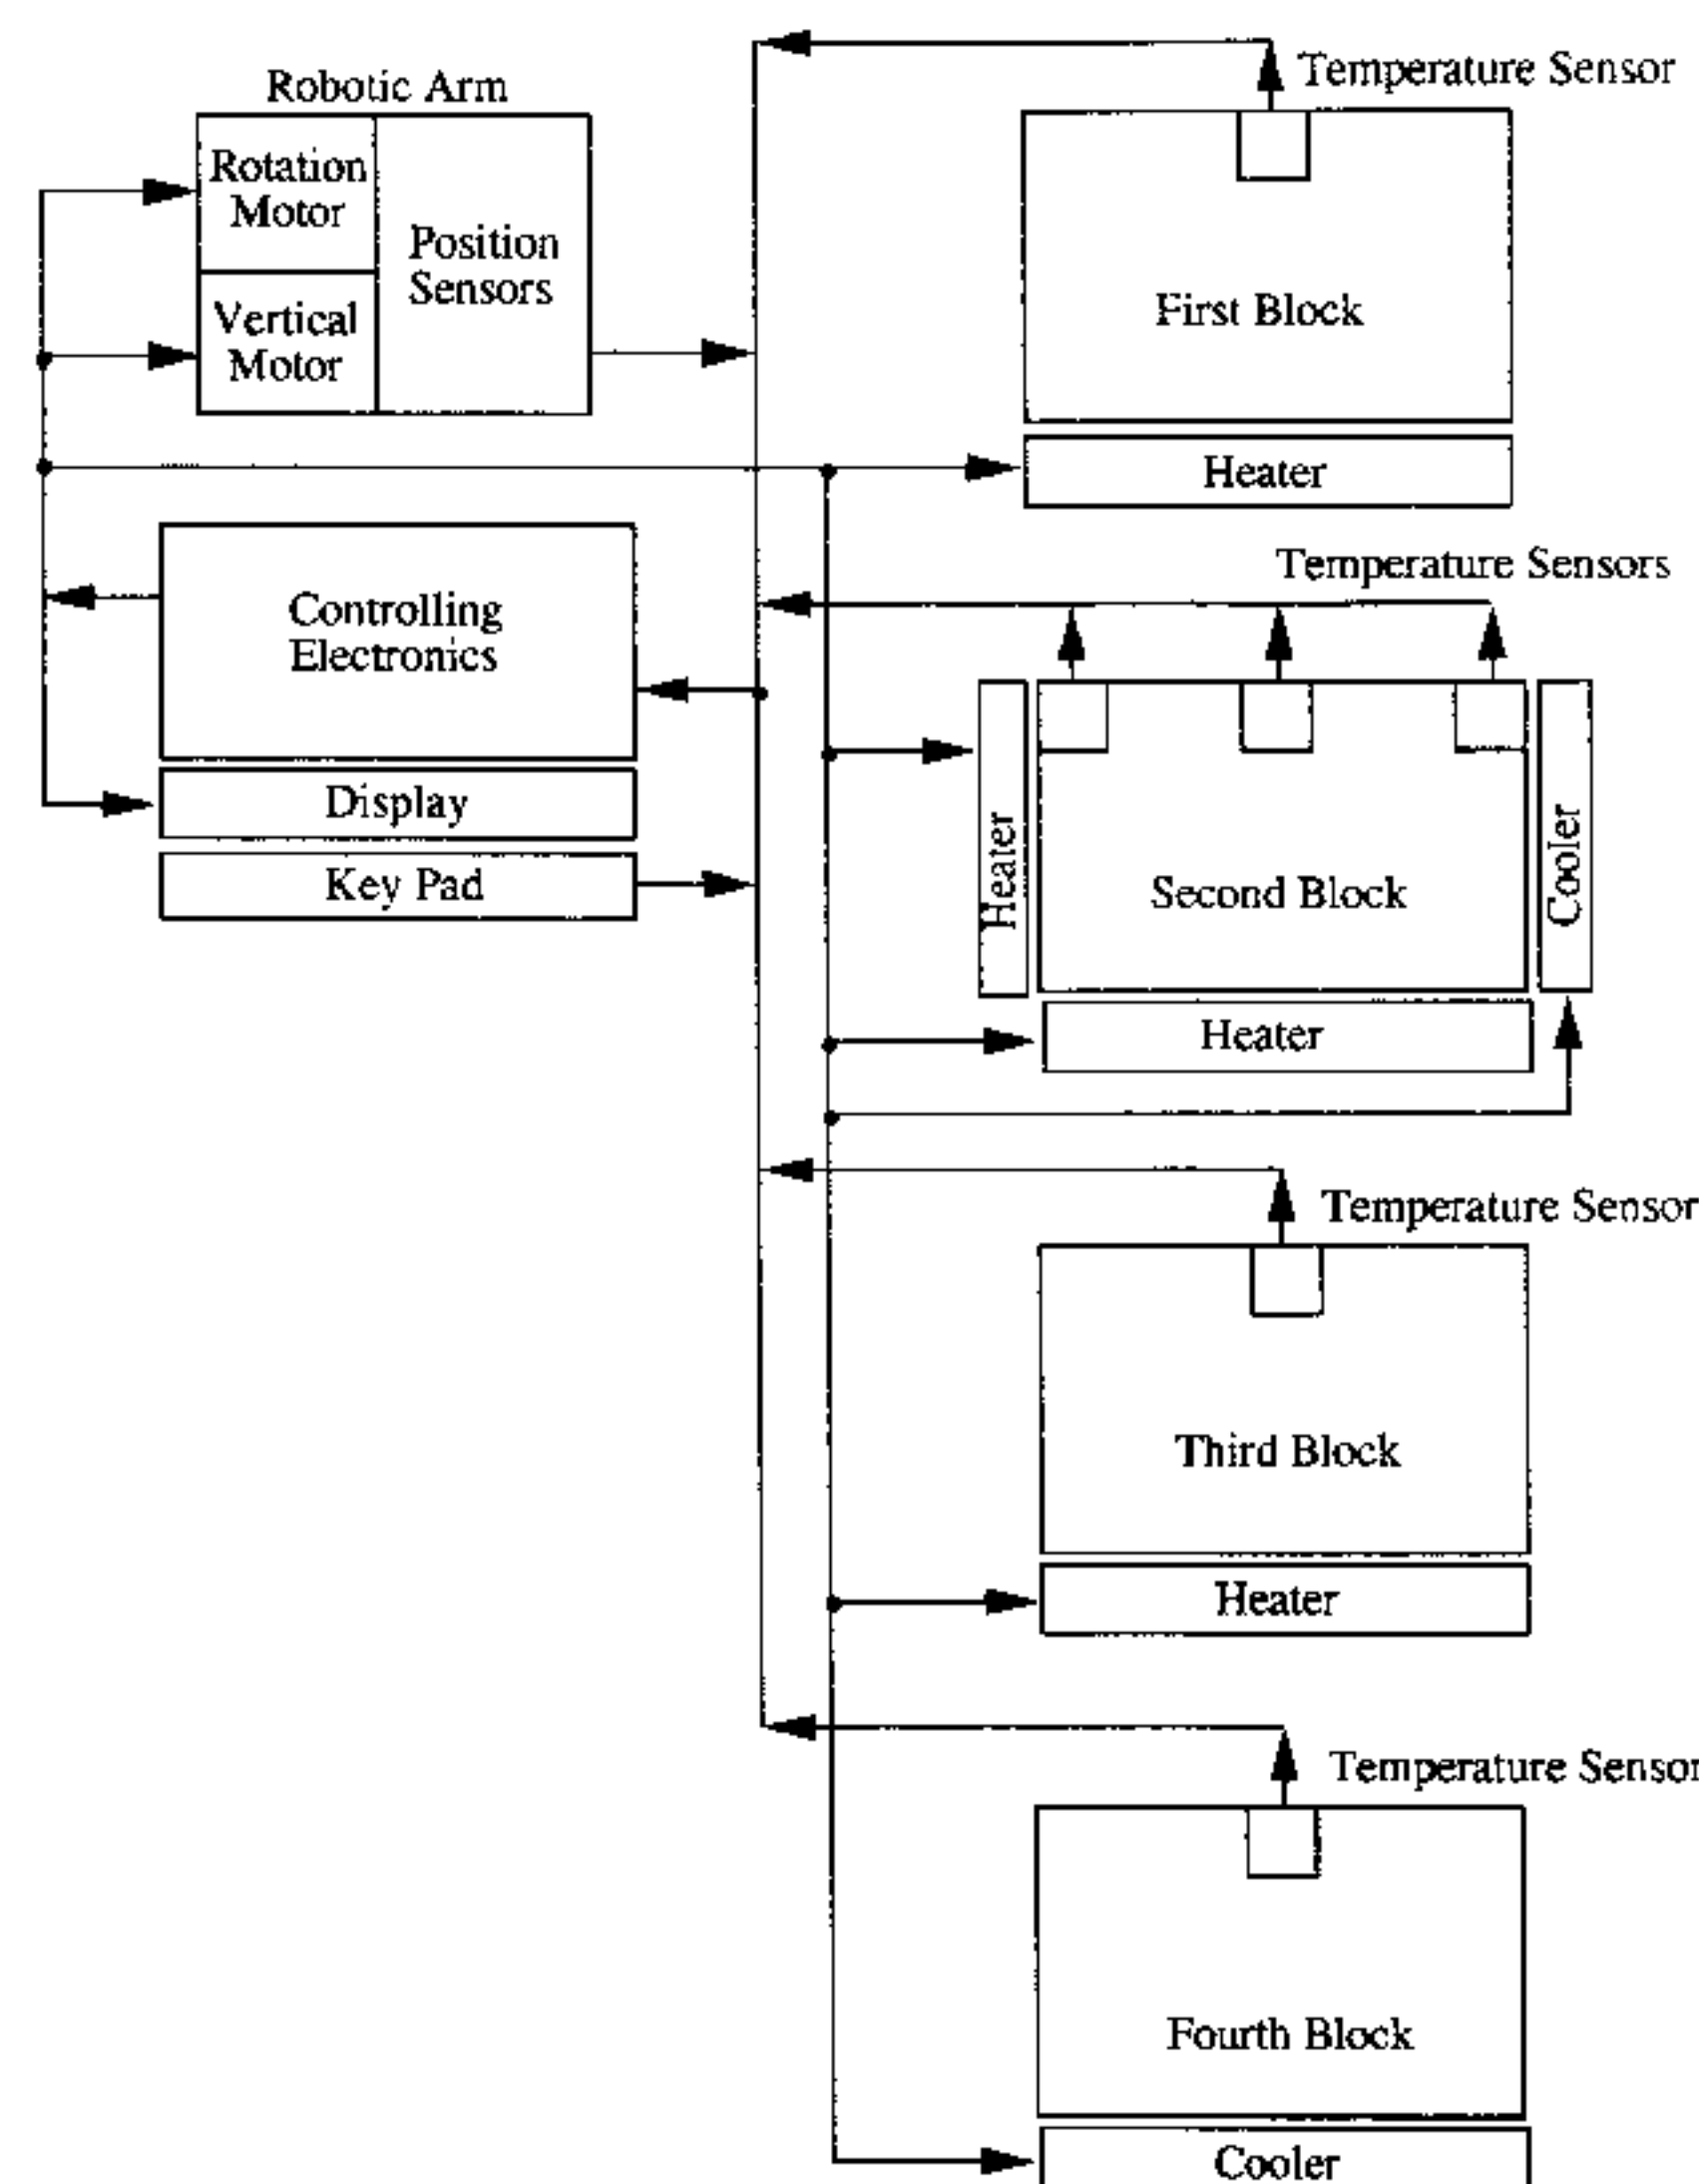 Robotic Arm
Rotation
Motor
Position
Sensors
Vertical
Motor
Temperature Sensor
First Block
Heater
Controlling
Electronics
Display
Key Pad
Temperature Sensors
Heater
Second Block
Cooler
Heater
Temperature Sensor
Third Block
Heater
Temperature Sensor
Fourth Block
Cooler